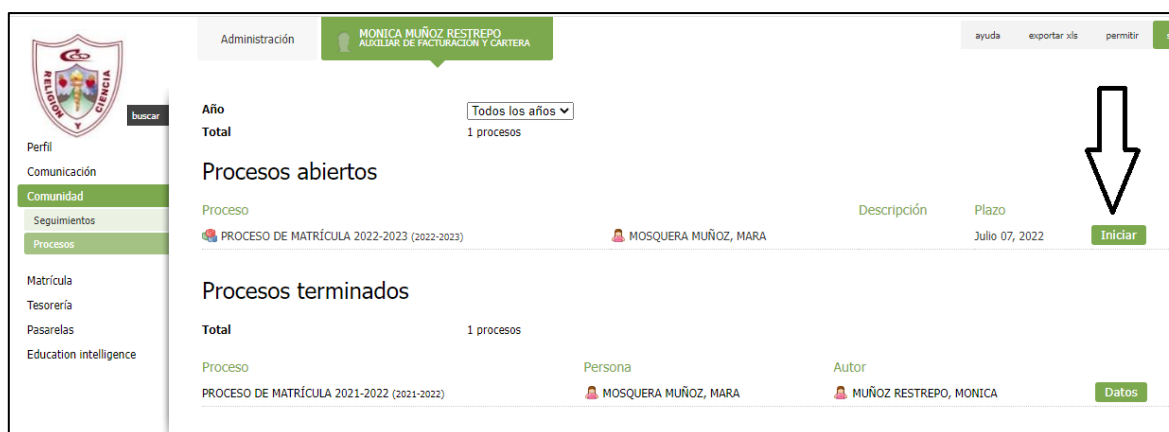 Administración
MONICA MUÑOZ RESTREPO
AUXILIAR DE FACTURACION Y CARTERA
ayuda exportar xls permitir
RELIGION Y CIENCIA
buscar
Perfil
Comunicación
Comunidad
Seguimientos
Procesos
Matrícula
Tesorería
Pasarelas
Education intelligence
Año Todos los años
Total 1 procesos
Procesos abiertos
Proceso Descripción Plazo
PROCESO DE MATRÍCULA 2022-2023 (2022-2023) MOSQUERA MUÑOZ, MARA Julio 07, 2022 Iniciar
Procesos terminados
Total 1 procesos
Proceso Persona Autor
PROCESO DE MATRÍCULA 2021-2022 (2021-2022) MOSQUERA MUÑOZ, MARA MUÑOZ RESTREPO, MONICA Datos